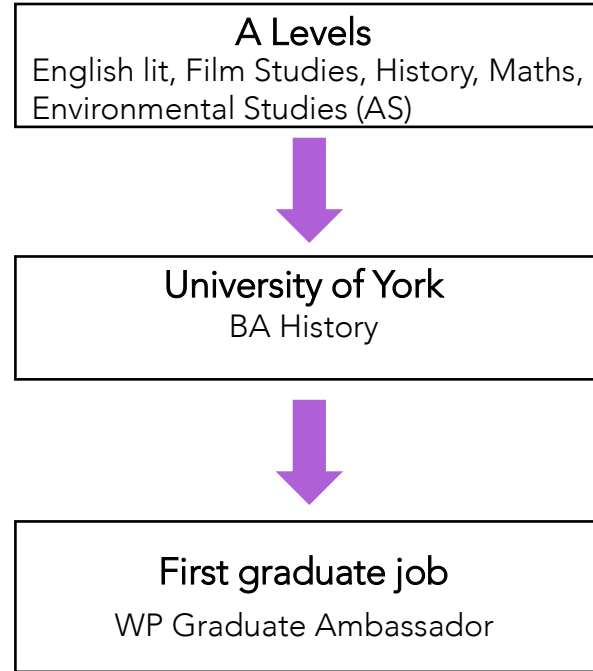 A Levels
English lit, Film Studies, History, Maths,
Environmental Studies (AS)
University of York
BA History
First graduate job
WP Graduate Ambassador